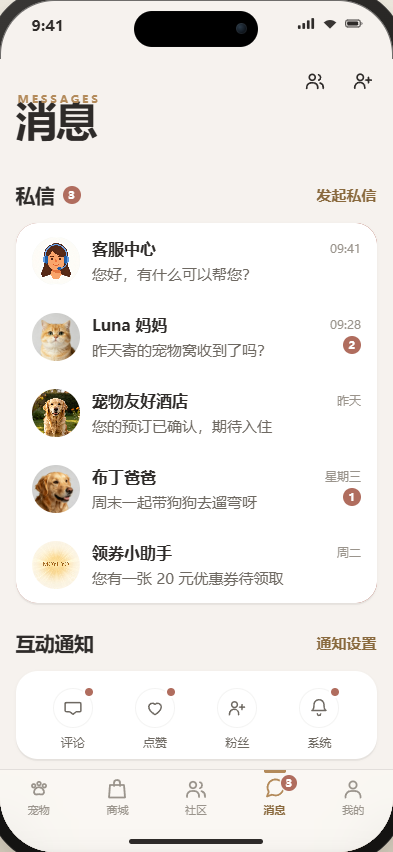 9:41
MESSAGES
消息
私信 3
发起私信
客服中心
09:41
您好，有什么可以帮您?
Luna 妈妈
09:28
昨天寄的宠物窝收到了吗?
2
宠物友好酒店
昨天
您的预订已确认，期待入住
布丁爸爸
星期三
周末一起带狗狗去遛弯呀
1
MOYEYO
领券小助手
周二
您有一张 20 元优惠券待领取
互动通知
通知设置
评论
点赞
粉丝
系统
3
宠物
商城
社区
消息
我的